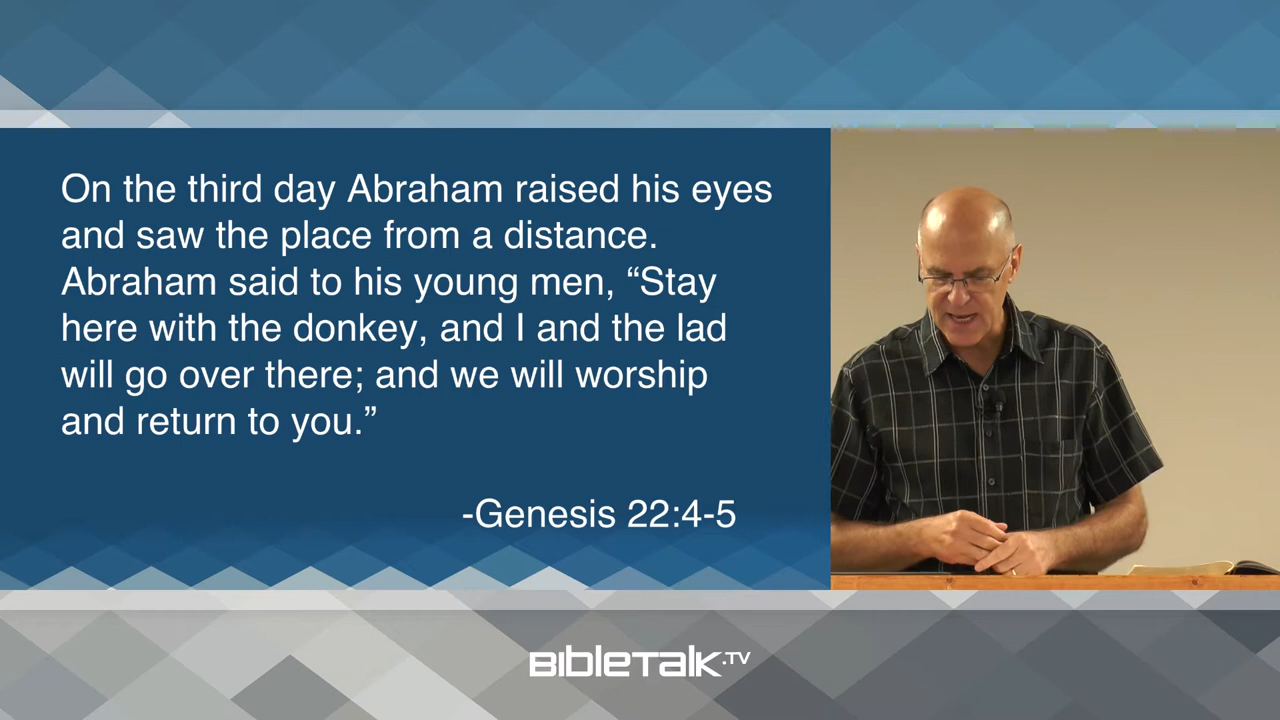 On the third day Abraham raised his eyes
and saw the place from a distance.
Abraham said to his young men, “Stay
here with the donkey, and I and the lad
will go over there; and we will worship
and return to you.”
-Genesis 22:4-5
BIBLETALK.TV